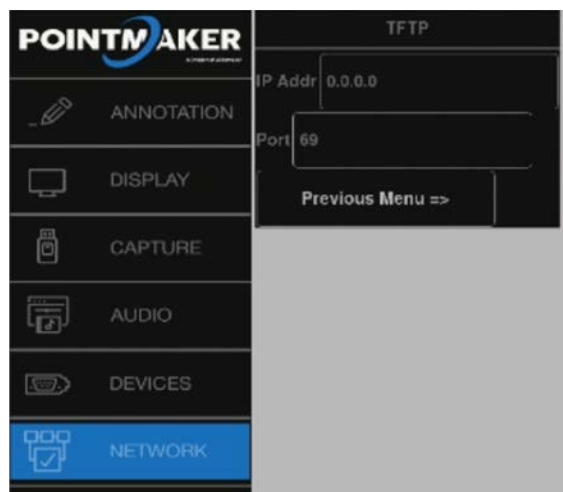 POINTMAKER
ANNOTATION
DISPLAY
CAPTURE
AUDIO
DEVICES
NETWORK
TFTP
IP Addr 0.0.0.0
Port 69
Previous Menu =>